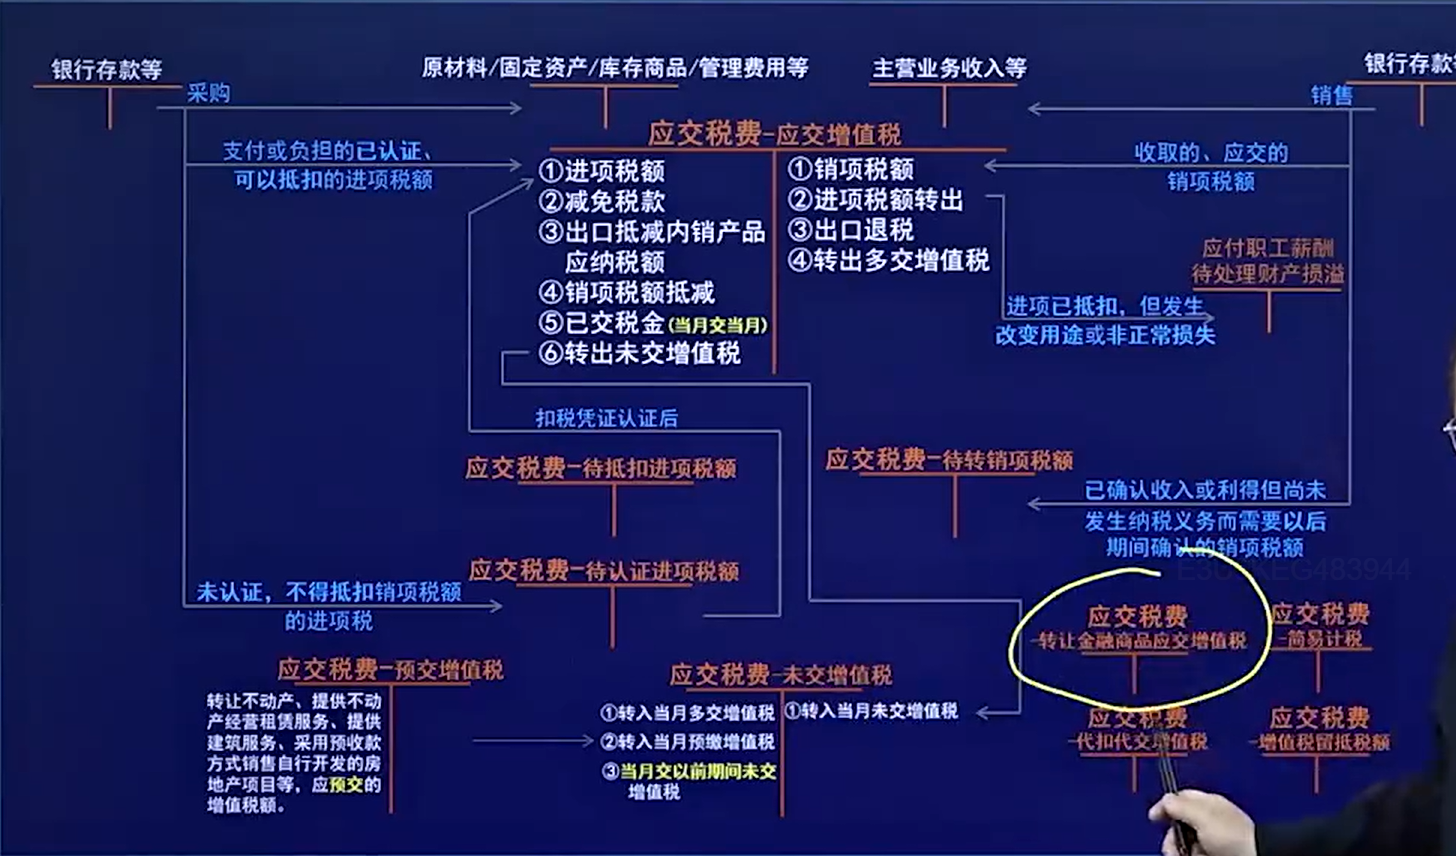 银行存款等
原材料/固定资产/库存商品/管理费用等
主营业务收入等
银行存款
采购
销售
应交税费-应交增值税
支付或负担的已认证、
可以抵扣的进项税额
①进项税额
②减免税款
③出口抵减内销产品
应纳税额
④销项税额抵减
⑤已交税金(当月交当月)
⑥转出未交增值税
①销项税额
②进项税额转出
③出口退税
④转出多交增值税
收取的、应交的
销项税额
应付职工薪酬
待处理财产损溢
进项已抵扣，但发生
改变用途或非正常损失
扣税凭证认证后
应交税费-待抵扣进项税额
应交税费-待转销项税额
已确认收入或利得但尚未
发生纳税义务而需要以后
期间确认的销项税额
应交税费-待认证进项税额
未认证，不得抵扣销项税额
的进项税
应交税费
-转让金融商品应交增值税
应交税费
-简易计税
应交税费-预交增值税
转让不动产、提供不动
产经营租赁服务、提供
建筑服务、采用预收款
方式销售自行开发的房
地产项目等，应预交的
增值税额。
应交税费-未交增值税
①转入当月多交增值税
②转入当月预缴增值税
③当月交以前期间未交
增值税
①转入当月未交增值税
应交税费
-代扣代交增值税
应交税费
-增值税留抵税额